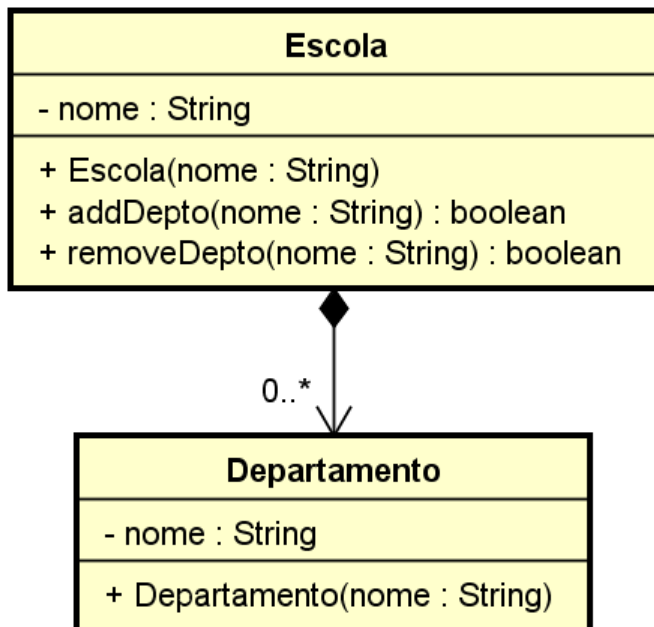 Escola
- nome : String
+ Escola(nome : String)
+ addDepto(nome : String) : boolean
+ removeDepto(nome : String) : boolean
0..*
Departamento
- nome : String
+ Departamento(nome : String)